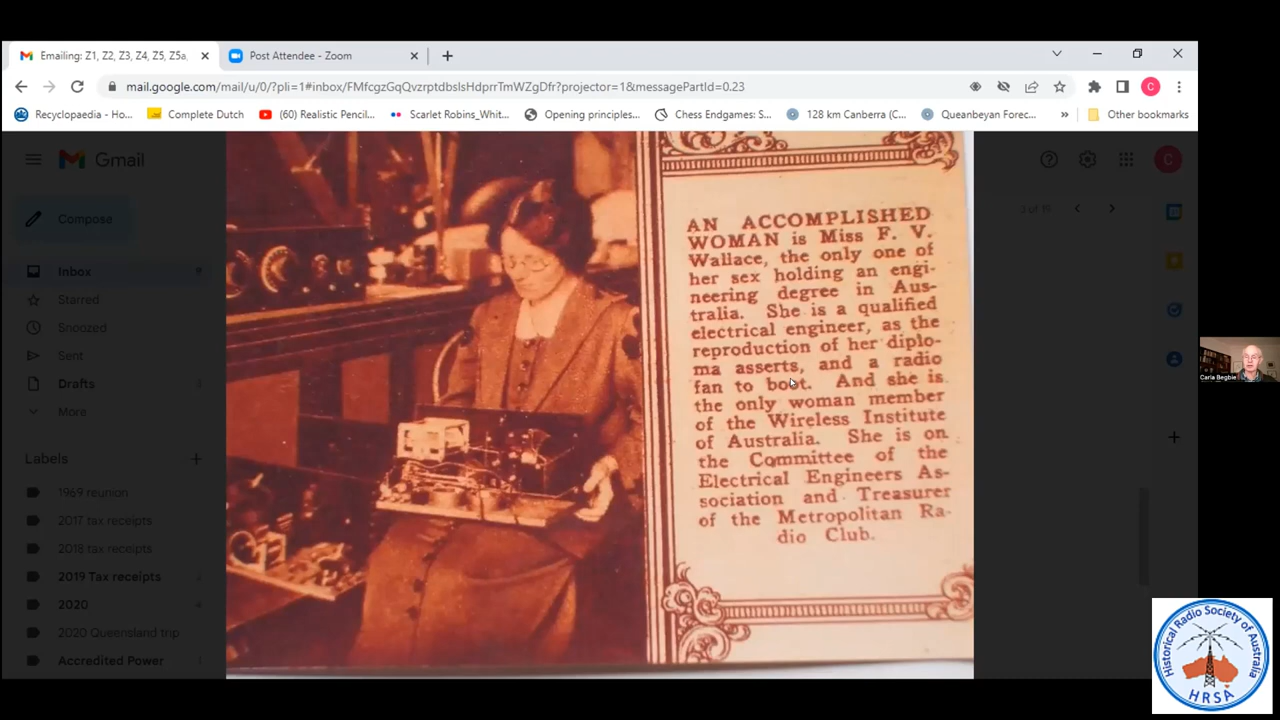 Emailing: Z1, Z2, Z3, Z4, Z5, Z5a,
Post Attendee - Zoom
mail.google.com/mail/u/0/?pli=1#inbox/FMfcgzGqQvzrptdbtsHdprrTmWZgDfr?projector=1&messagePartId=0.23
Recyclopaedia - Ho...
Complete Dutch
(60) Realistic Pencil...
Scarlet Robins_Whit...
Opening principles...
Chess Endgames: S...
128 km Canberra (...
Queanbeyan Forec...
»
Other bookmarks
Gmail
Compose
Inbox
Starred
Snoozed
Sent
Drafts
More
Labels
1969 reunion
2017 tax receipts
2018 tax receipts
2019 Tax receipts
2020
2020 Queensland trip
Accredited Power
AN ACCOMPLISHED
WOMAN is Miss F. V.
Wallace, the only one of
her sex holding an engi-
neering degree in Aus-
tralia. She is a qualified
electrical engineer, as the
reproduction of her diplo-
ma asserts, and a radio
fan to boot. And she is
the only woman member
of the Wireless Institute
of Australia. She is on
the Committee of the
Electrical Engineers As-
sociation and Treasurer
of the Metropolitan Ra-
dio Club.
C
C
Carla Begbie
Historical Radio Society of Australia
HRSA